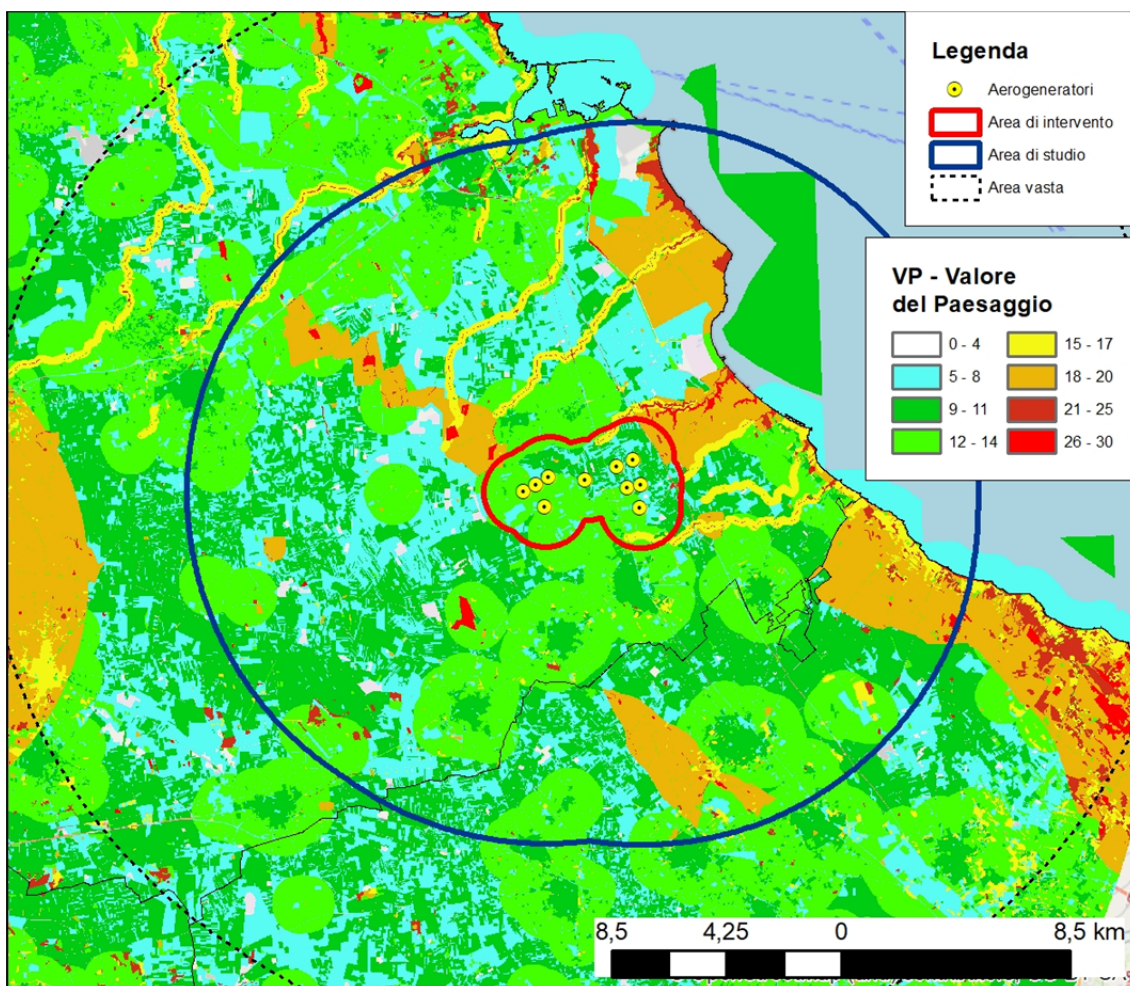 Legenda
Aerogeneratori
Area di intervento
Area di studio
Area vasta
VP - Valore
del Paesaggio
0 - 4
5 - 8
9 - 11
12 - 14
15 - 17
18 - 20
21 - 25
26 - 30
8,5
4,25
0
8,5 km